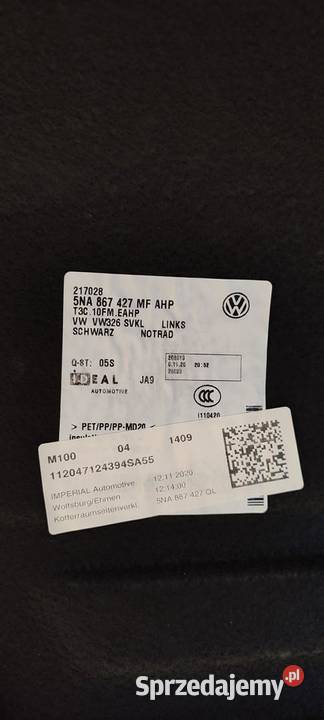 217028
5NA 867 427 MF AHP
T3C.10FM.EAHP
VW VW326 SVKL LINKS
SCHWARZ NOTRAD
Q-ST: 05S
IDEAL JA9
AUTOMOTIVE
CCC
i110420
> PET/PP/PP-MD20 <
M100 04 1409
112047124394SA55
IMPERIAL Automotive 12.11.2020
Wolfsburg/Ehmen 12:14:00
Kofferraumseitenverkl. 5NA 867 427 QL
Sprzedajemy.pl